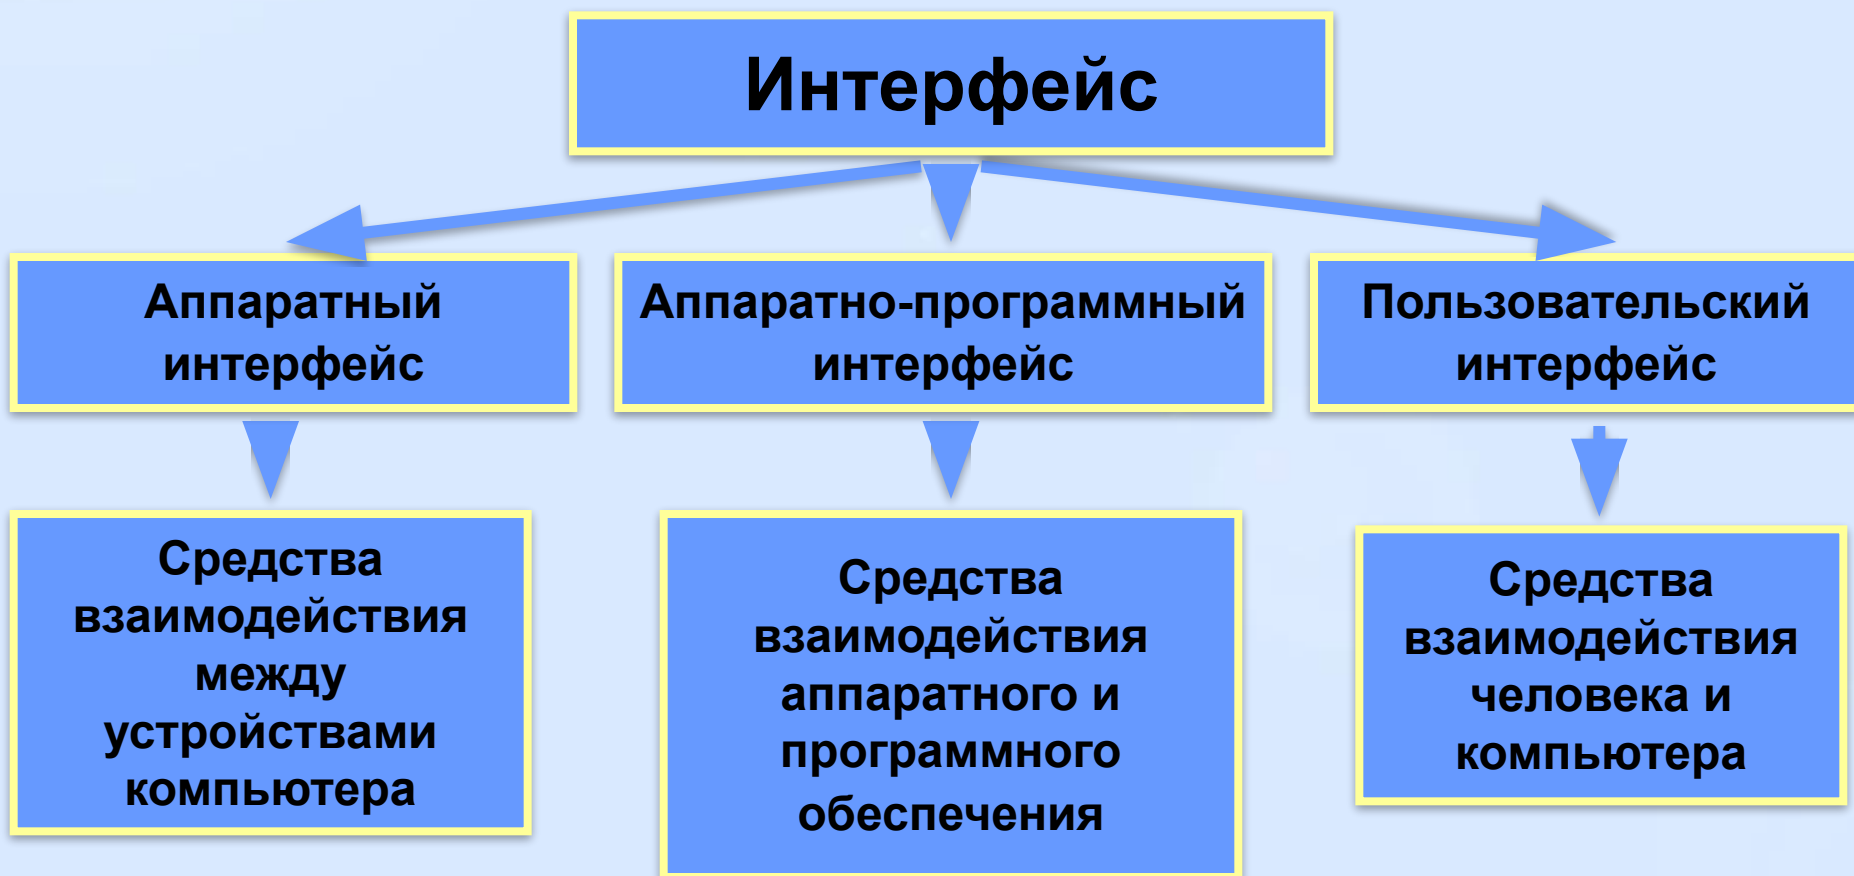 Интерфейс
Аппаратный
интерфейс
Аппаратно-программный
интерфейс
Пользовательский
интерфейс
Средства
взаимодействия
между
устройствами
компьютера
Средства
взаимодействия
аппаратного и
программного
обеспечения
Средства
взаимодействия
человека и
компьютера